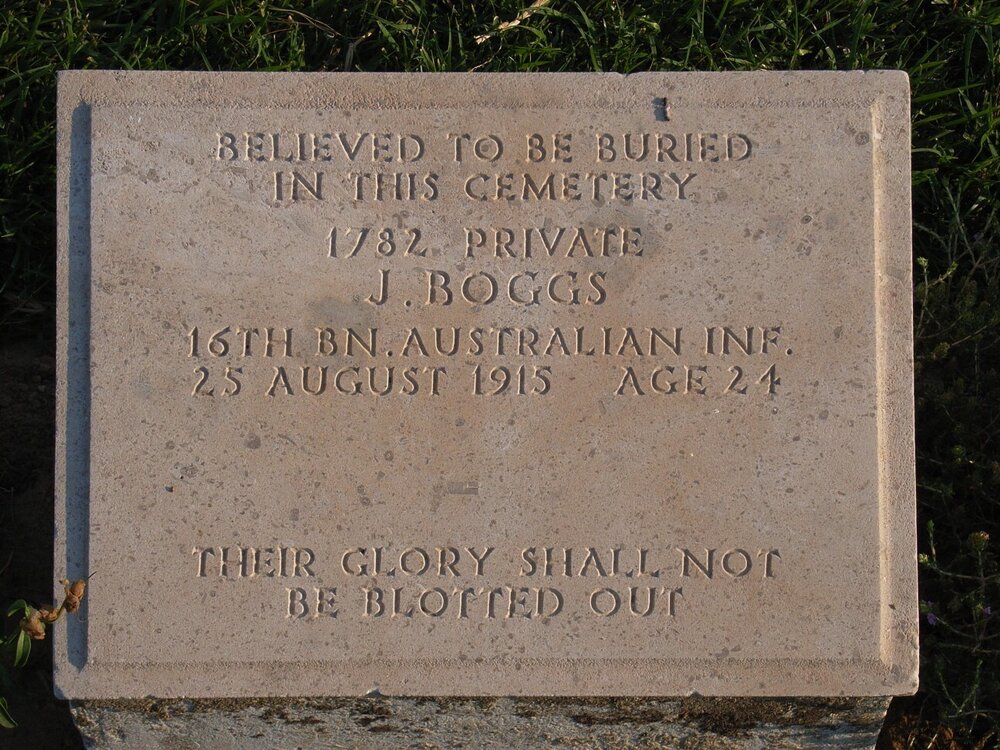 BELIEVED TO BE BURIED
IN THIS CEMETERY
1782 PRIVATE
J. BOGGS
16TH BN. AUSTRALIAN INF.
25 AUGUST 1915 AGE 24
THEIR GLORY SHALL NOT
BE BLOTTED OUT